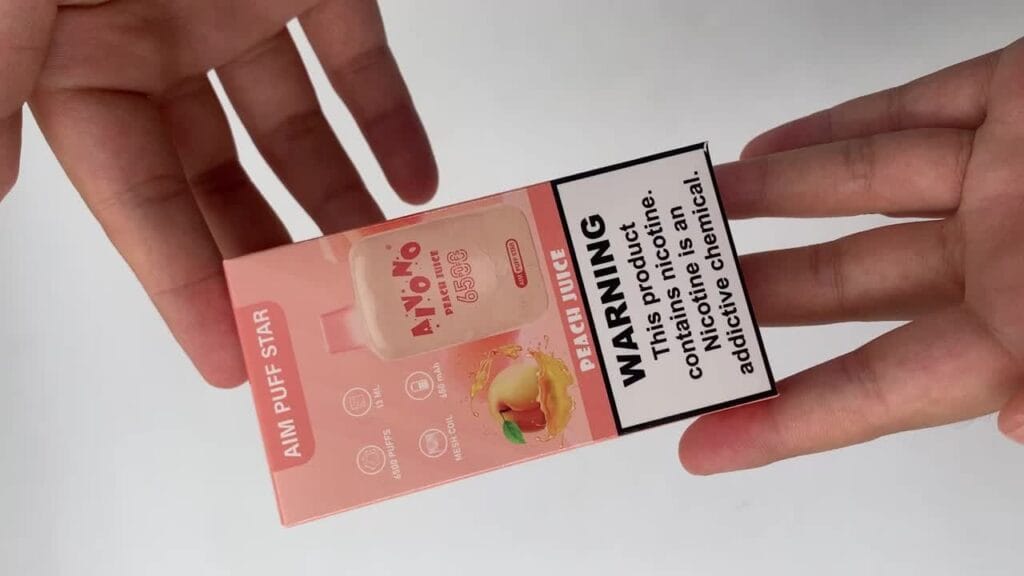 AIM PUFF STAR
AIVONO
PEACH JUICE
6500
AIM PUFF STAR
13 ML
650 mAh
6500 PUFFS
MESH COIL
PEACH JUICE
WARNING
This product
contains nicotine.
Nicotine is an
addictive chemical.